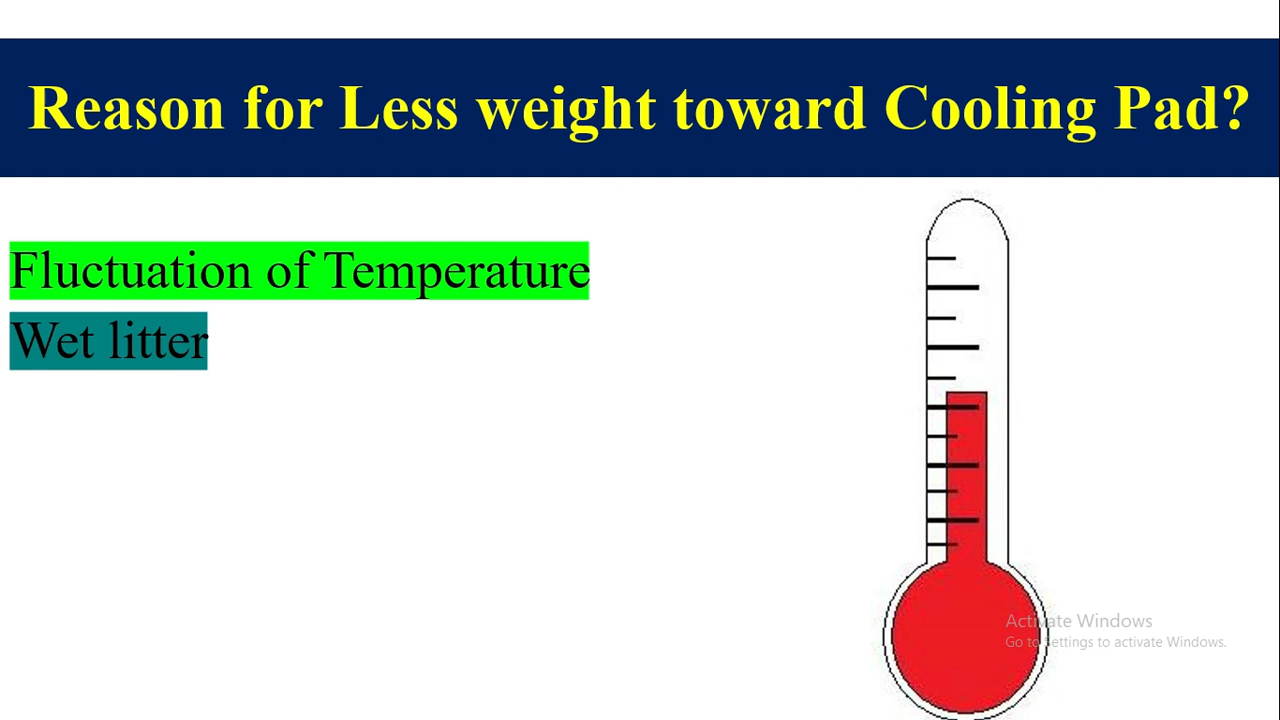 Reason for Less weight toward Cooling Pad?
Fluctuation of Temperature
Wet litter
Activate Windows
Go to Settings to activate Windows.